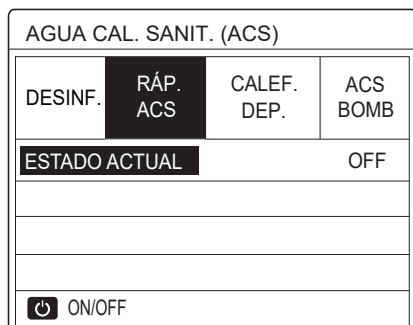 AGUA CAL. SANIT. (ACS)
DESINF. RÁP. ACS CALEF. DEP. ACS BOMB
ESTADO ACTUAL OFF
ON/OFF